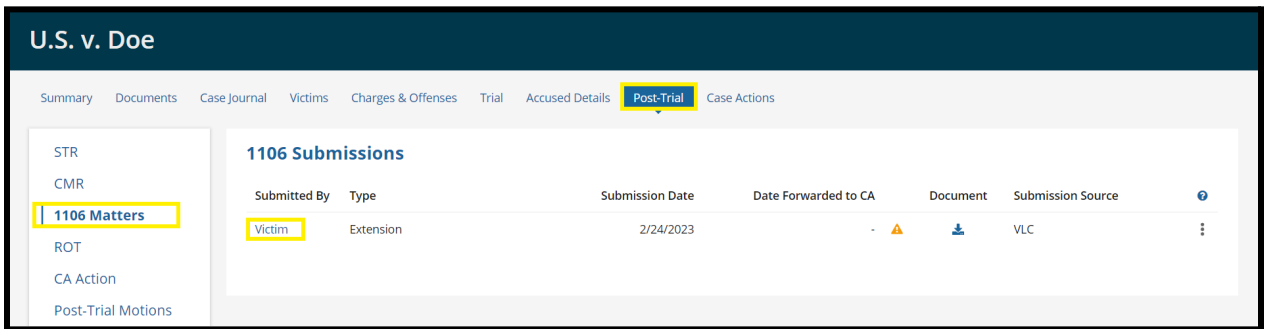 U.S. v. Doe
Summary Documents Case Journal Victims Charges & Offenses Trial Accused Details Post-Trial Case Actions
STR
CMR
1106 Matters
ROT
CA Action
Post-Trial Motions
1106 Submissions
Submitted By Type Submission Date Date Forwarded to CA Document Submission Source ?
Victim Extension 2/24/2023 - VLC